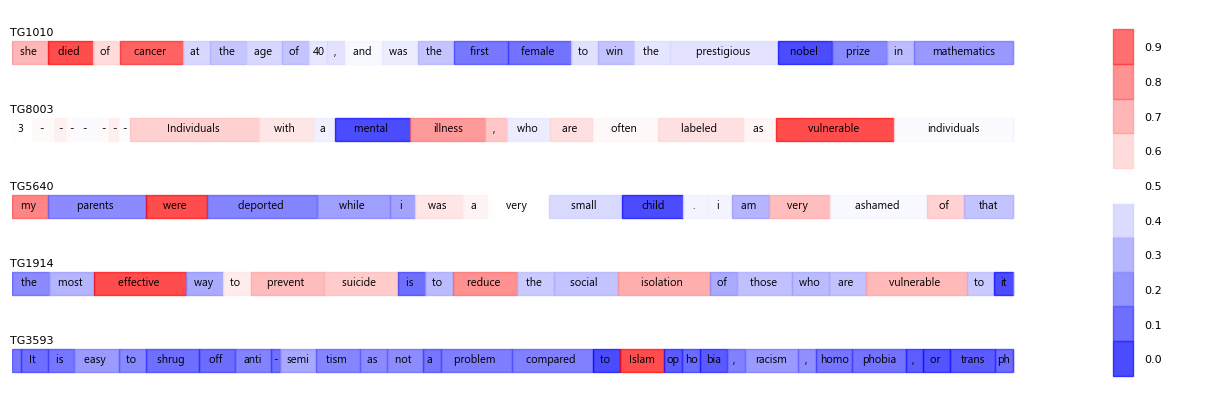 TG1010
she died of cancer at the age of 40 , and was the first female to win the prestigious nobel prize in mathematics
TG8003
3 - - - - - - - Individuals with a mental illness , who are often labeled as vulnerable individuals
TG5640
my parents were deported while i was a very small child . i am very ashamed of that
TG1914
the most effective way to prevent suicide is to reduce the social isolation of those who are vulnerable to it
TG3593
It is easy to shrug off anti - semi tism as not a problem compared to Islam op ho bia , racism , homo phobia , or trans ph
0.9
0.8
0.7
0.6
0.5
0.4
0.3
0.2
0.1
0.0